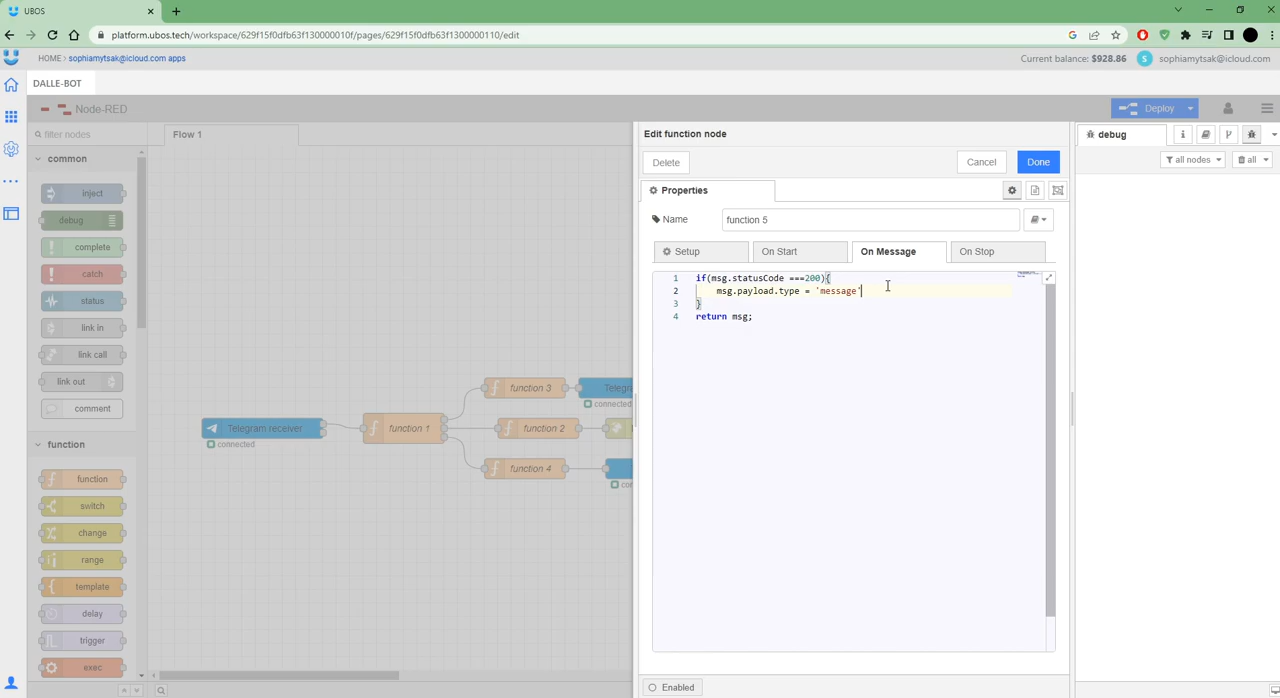 UBOS
platform.ubos.tech/workspace/629f15f0dfb63f130000010f/pages/629f15f0dfb63f1300000110/edit
HOME > sophiamytsak@icloud.com apps
Current balance: $928.86
S
sophiamytsak@icloud.com
DALLE-BOT
Node-RED
Deploy
filter nodes
Flow 1
common
inject
debug
complete
catch
status
link in
link call
link out
comment
function
function
switch
change
range
template
delay
trigger
exec
Telegram receiver
connected
function 1
function 3
function 2
function 4
Telegr
connected
con
Edit function node
Delete
Cancel
Done
Properties
Name
function 5
Setup
On Start
On Message
On Stop
1 if(msg.statusCode ===200){
2 msg.payload.type = 'message'
3 }
4 return msg;
Enabled
debug
i
all nodes
all